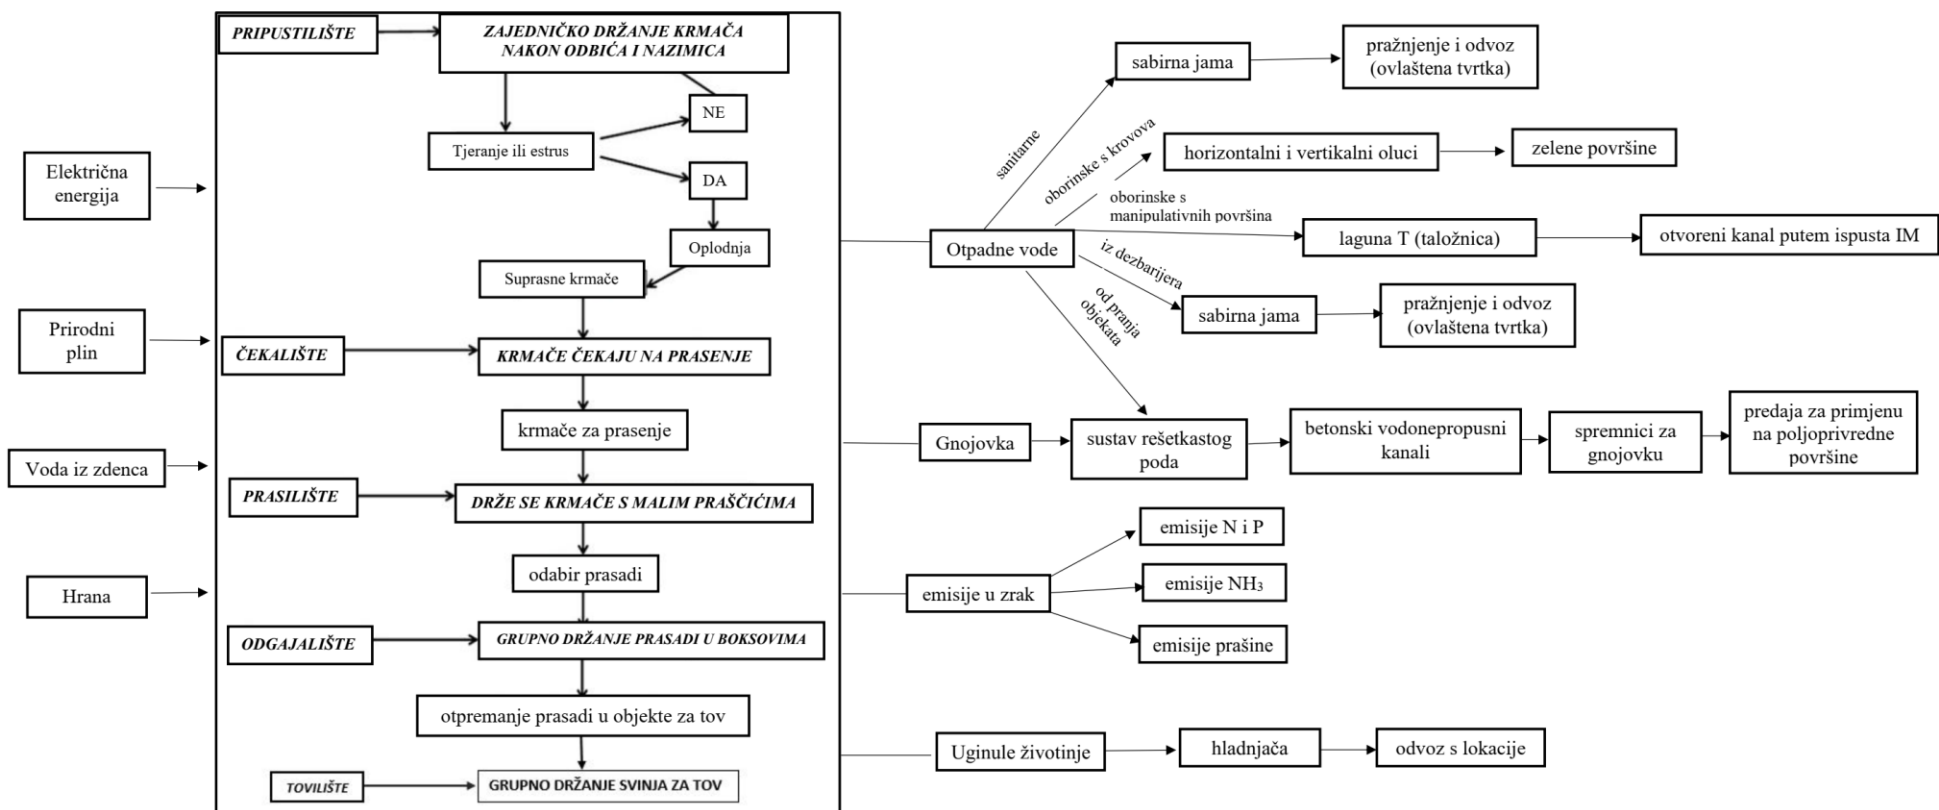 Električna
energija
Prirodni
plin
Voda iz zdenca
Hrana
PRIPUSTILIŠTE
ZAJEDNIČKO DRŽANJE KRMAČA
NAKON ODBIĆA I NAZIMICA
NE
Tjeranje ili estrus
DA
Oplodnja
Suprasne krmače
ČEKALIŠTE
KRMAČE ČEKAJU NA PRASENJE
krmače za prasenje
PRASILIŠTE
DRŽE SE KRMAČE S MALIM PRAŠČIĆIMA
odabir prasadi
ODGAJALIŠTE
GRUPNO DRŽANJE PRASADI U BOKSOVIMA
otpremanje prasadi u objekte za tov
TOVILIŠTE
GRUPNO DRŽANJE SVINJA ZA TOV
Otpadne vode
sanitarne
sabirna jama
pražnjenje i odvoz
(ovlaštena tvrtka)
oborinske s krovova
horizontalni i vertikalni oluci
zelene površine
oborinske s
manipulativnih površina
laguna T (taložnica)
otvoreni kanal putem ispusta IM
iz dezbarijera
sabirna jama
pražnjenje i odvoz
(ovlaštena tvrtka)
od pranja
objekata
Gnojovka
sustav rešetkastog
poda
betonski vodonepropusni
kanali
spremnici za
gnojovku
predaja za primjenu
na poljoprivredne
površine
emisije u zrak
emisije N i P
emisije NH₃
emisije prašine
Uginule životinje
hladnjača
odvoz s lokacije